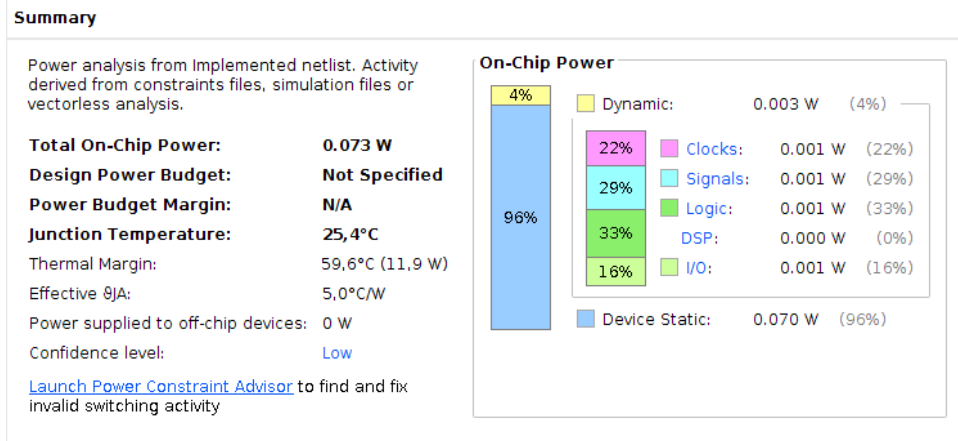 Summary
Power analysis from Implemented netlist. Activity
derived from constraints files, simulation files or
vectorless analysis.
Total On-Chip Power: 0.073 W
Design Power Budget: Not Specified
Power Budget Margin: N/A
Junction Temperature: 25,4°C
Thermal Margin: 59,6°C (11,9 W)
Effective ϑJA: 5,0°C/W
Power supplied to off-chip devices: 0 W
Confidence level: Low
Launch Power Constraint Advisor to find and fix
invalid switching activity
On-Chip Power
4%
96%
Dynamic: 0.003 W (4%)
22% Clocks: 0.001 W (22%)
29% Signals: 0.001 W (29%)
33% Logic: 0.001 W (33%)
DSP: 0.000 W (0%)
16% I/O: 0.001 W (16%)
Device Static: 0.070 W (96%)